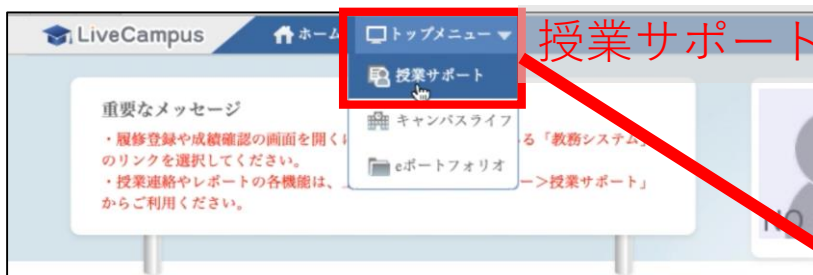 LiveCampus
ホーム
トップメニュー
授業サポート
授業サポート
キャンパスライフ
eポートフォリオ
重要なメッセージ
・履修登録や成績確認の画面を開く
る「教務システム」
のリンクを選択してください。
・授業連絡やレポートの各機能は、
ー>授業サポート」
からご利用ください。
NO